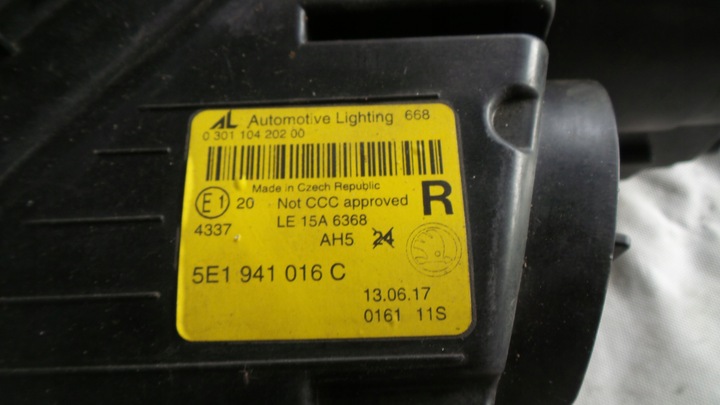 AL Automotive Lighting 668
0 301 104 202 00
Made in Czech Republic
E1 20 Not CCC approved R
4337 LE 15A 6368
AH5 24
5E1 941 016 C
13.06.17
0161 11S